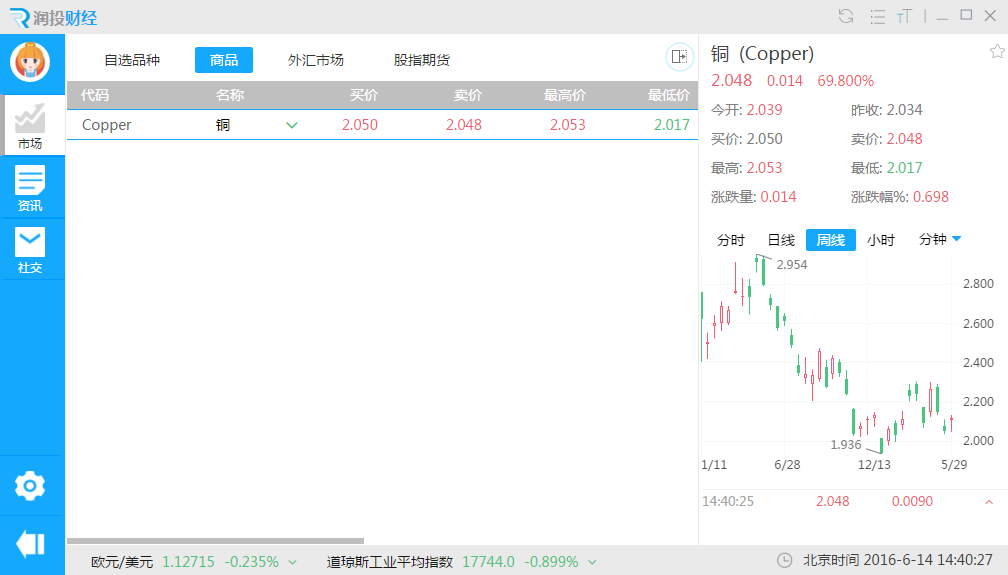 润投财经
TT
自选品种 商品 外汇市场 股指期货
代码 名称 买价 卖价 最高价 最低价
Copper 铜 2.050 2.048 2.053 2.017
市场
资讯
社交
铜 (Copper)
2.048 0.014 69.800%
今开: 2.039 昨收: 2.034
买价: 2.050 卖价: 2.048
最高: 2.053 最低: 2.017
涨跌量: 0.014 涨跌幅%: 0.698
分时 日线 周线 小时 分钟
2.954
2.800
2.600
2.400
2.200
2.000
1.936
1/11 6/28 12/13 5/29
14:40:25 2.048 0.0090
欧元/美元 1.12715 -0.235% 道琼斯工业平均指数 17744.0 -0.899% 北京时间 2016-6-14 14:40:27